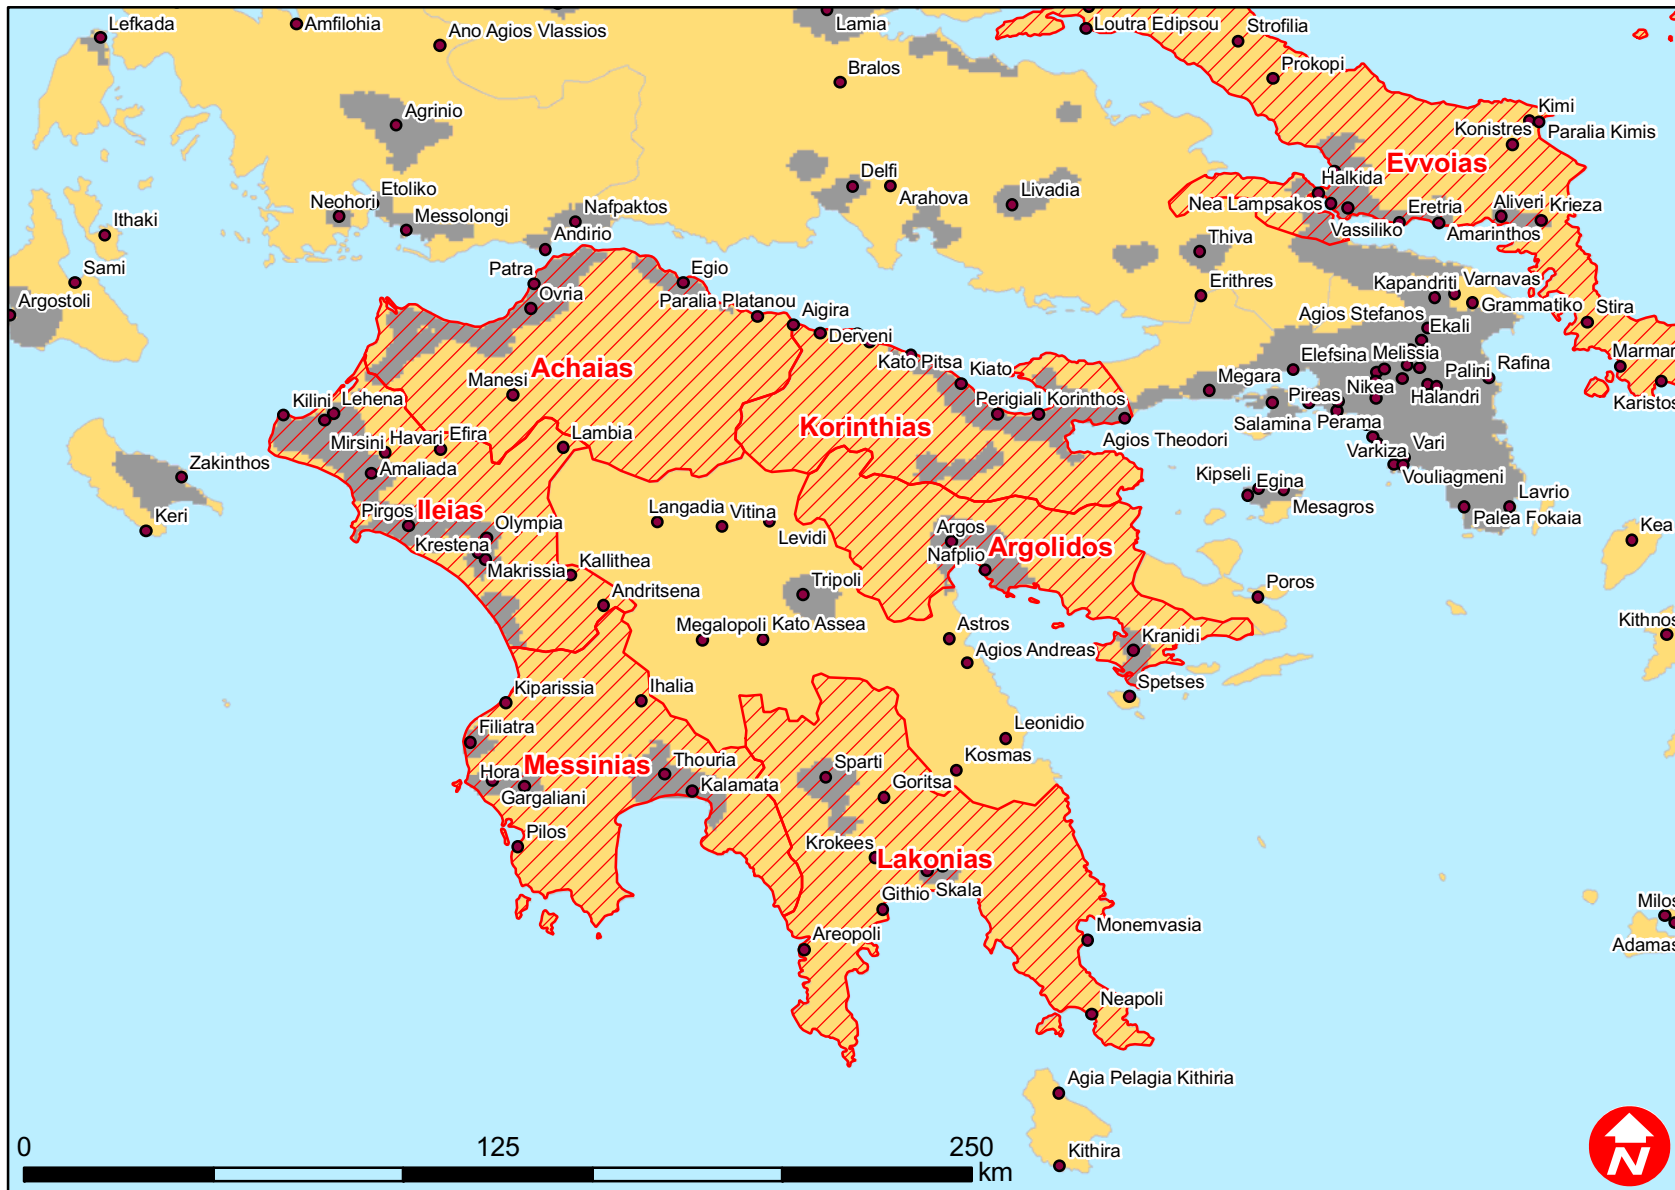 Lefkada
Amfilohia
Ano Agios Vlassios
Lamia
Loutra Edipsou
Strofilia
Bralos
Prokopi
Agrinio
Kimi
Konistres
Paralia Kimis
Evvoias
Delfi
Arahova
Livadia
Halkida
Etoliko
Neohori
Messolongi
Nafpaktos
Nea Lampsakos
Eretria
Aliveri
Krieza
Ithaki
Andirio
Vassiliko
Amarinthos
Thiva
Sami
Patra
Egio
Kapandriti
Varnavas
Argostoli
Ovria
Paralia Platanou
Erithres
Grammatiko
Aigira
Agios Stefanos
Stira
Derveni
Ekali
Kato Pitsa
Elefsina
Melissia
Marmari
Achaias
Rafina
Manesi
Kiato
Megara
Nikea
Palini
Kilini
Lehena
Perigiali
Korinthos
Pireas
Halandri
Karistos
Korinthias
Salamina
Perama
Mirsini
Havari
Efira
Lambia
Agios Theodori
Vari
Varkiza
Zakinthos
Amaliada
Kipseli
Egina
Vouliagmeni
Keri
Pirgos
Ileias
Langadia
Vitina
Mesagros
Lavrio
Palea Fokaia
Olympia
Levidi
Argos
Kea
Krestena
Nafplio
Argolidos
Makrissia
Kallithea
Tripoli
Poros
Andritsena
Megalopoli
Kato Assea
Astros
Kranidi
Kithnos
Agios Andreas
Kiparissia
Ihalia
Spetses
Filiatra
Leonidio
Kosmas
Hora
Messinias
Thouria
Sparti
Gargaliani
Kalamata
Goritsa
Pilos
Krokees
Lakonias
Githio
Skala
Milos
Areopoli
Monemvasia
Adamas
Neapoli
Agia Pelagia Kithiria
Kithira
0 125 250
km
N